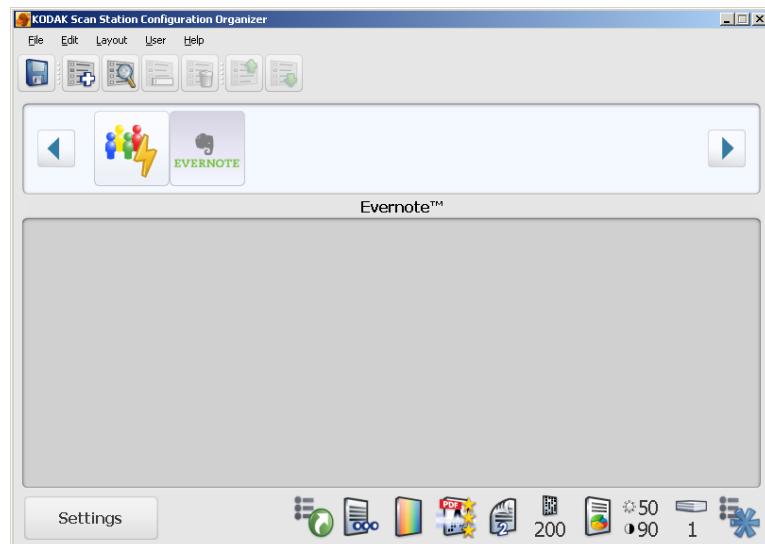 KODAK Scan Station Configuration Organizer
File Edit Layout User Help
EVERNOTE
Evernote™
Settings
PDF
2
200
50
90
1